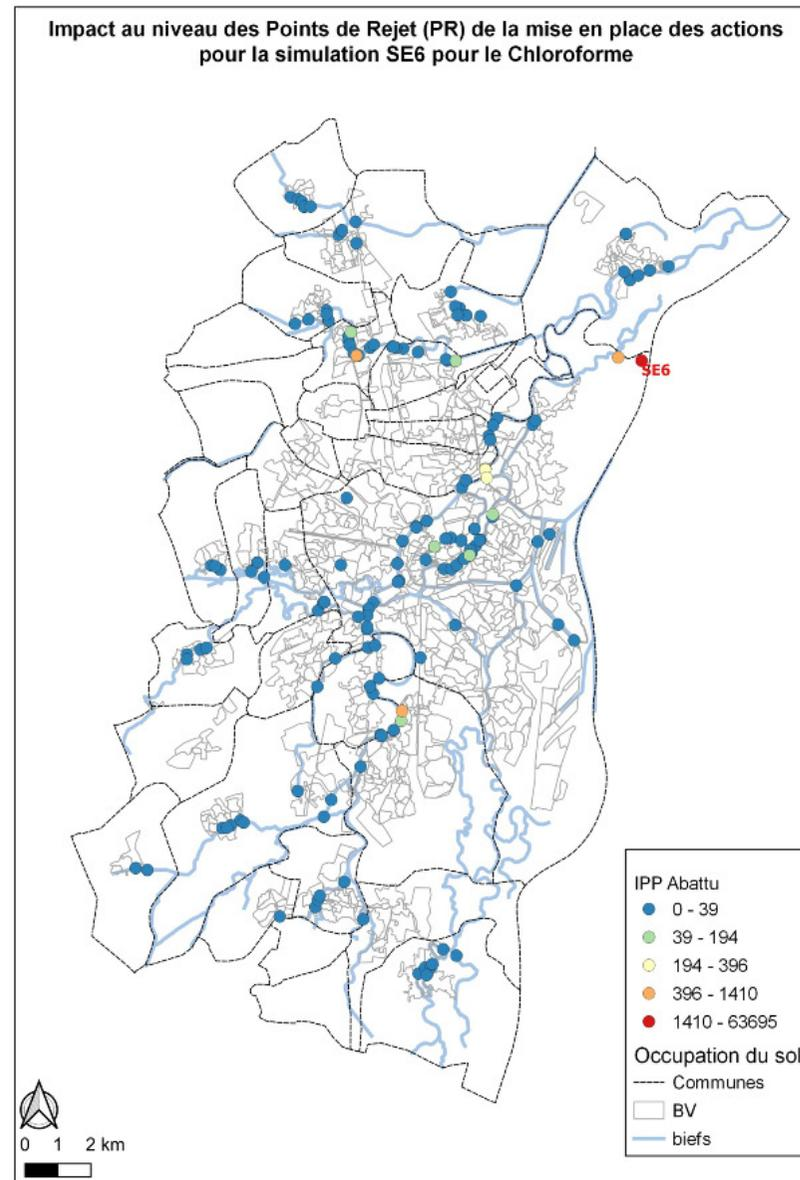 Impact au niveau des Points de Rejet (PR) de la mise en place des actions
pour la simulation SE6 pour le Chloroforme
SE6
IPP Abattu
0 - 39
39 - 194
194 - 396
396 - 1410
1410 - 63695
Occupation du sol
Communes
BV
biefs
0 1 2 km